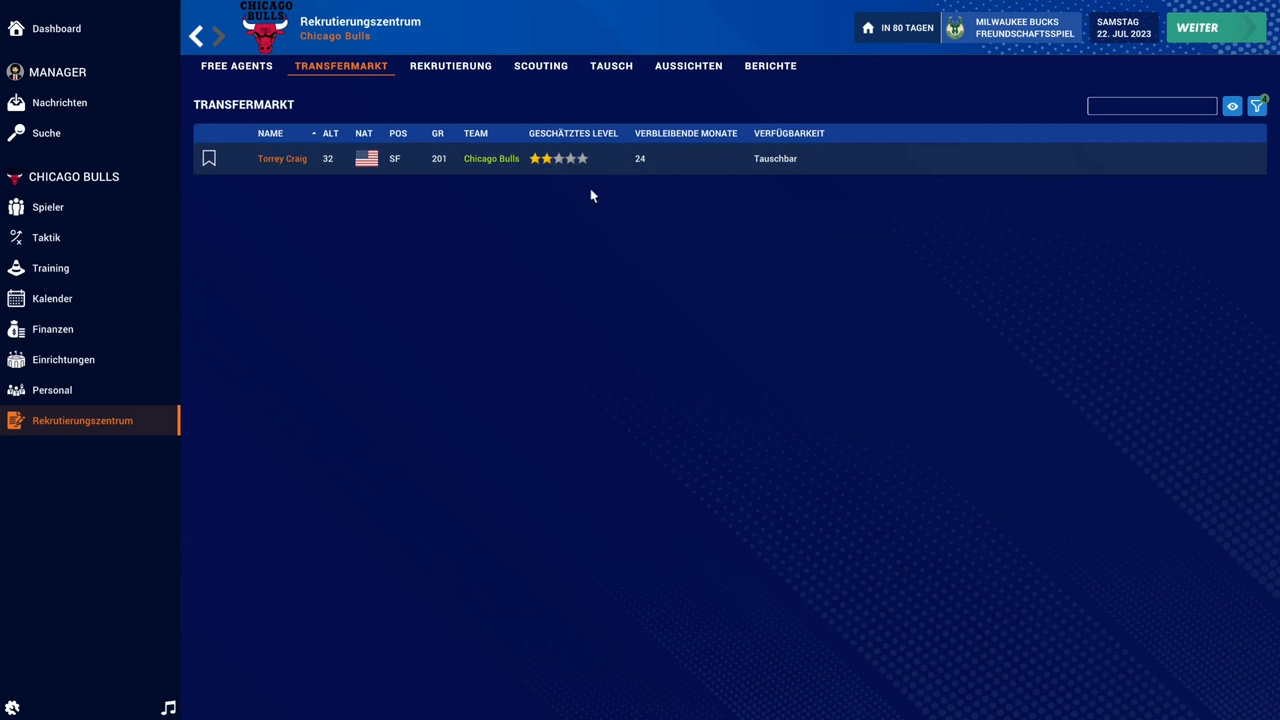 CHICAGO
BULLS
Rekrutierungszentrum
Chicago Bulls
IN 80 TAGEN
MILWAUKEE BUCKS
FREUNDSCHAFTSSPIEL
SAMSTAG
22. JUL 2023
WEITER
Dashboard
MANAGER
Nachrichten
Suche
CHICAGO BULLS
Spieler
Taktik
Training
Kalender
Finanzen
Einrichtungen
Personal
Rekrutierungszentrum
FREE AGENTS TRANSFERMARKT REKRUTIERUNG SCOUTING TAUSCH AUSSICHTEN BERICHTE
TRANSFERMARKT
4
NAME ALT NAT POS GR TEAM GESCHÄTZTES LEVEL VERBLEIBENDE MONATE VERFÜGBARKEIT
Torrey Craig 32 SF 201 Chicago Bulls 24 Tauschbar